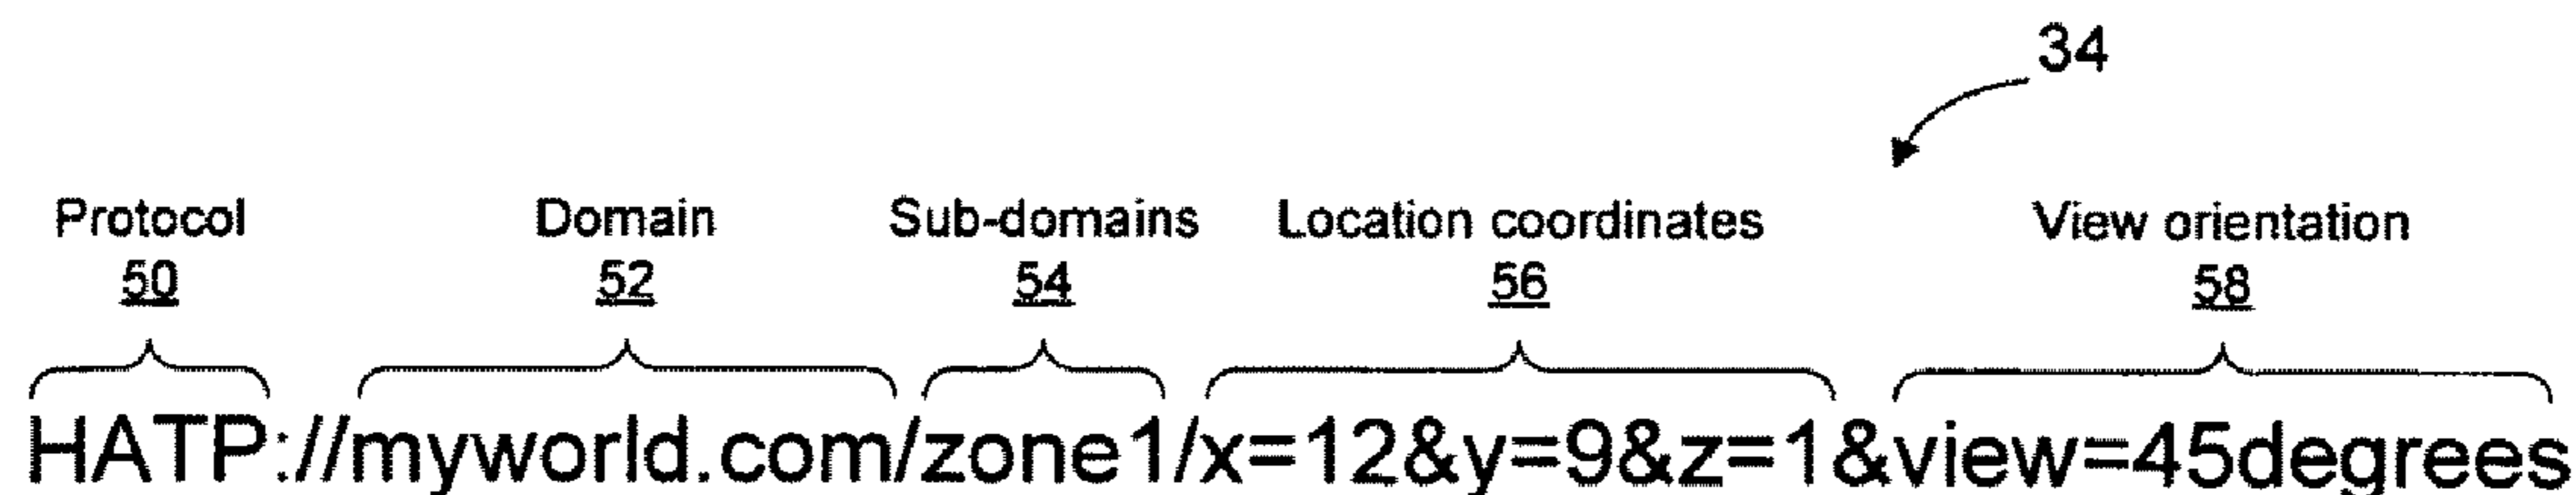 34
Protocol Domain Sub-domains Location coordinates View orientation
50 52 54 56 58
HATP://myworld.com/zone1/x=12&y=9&z=1&view=45degrees